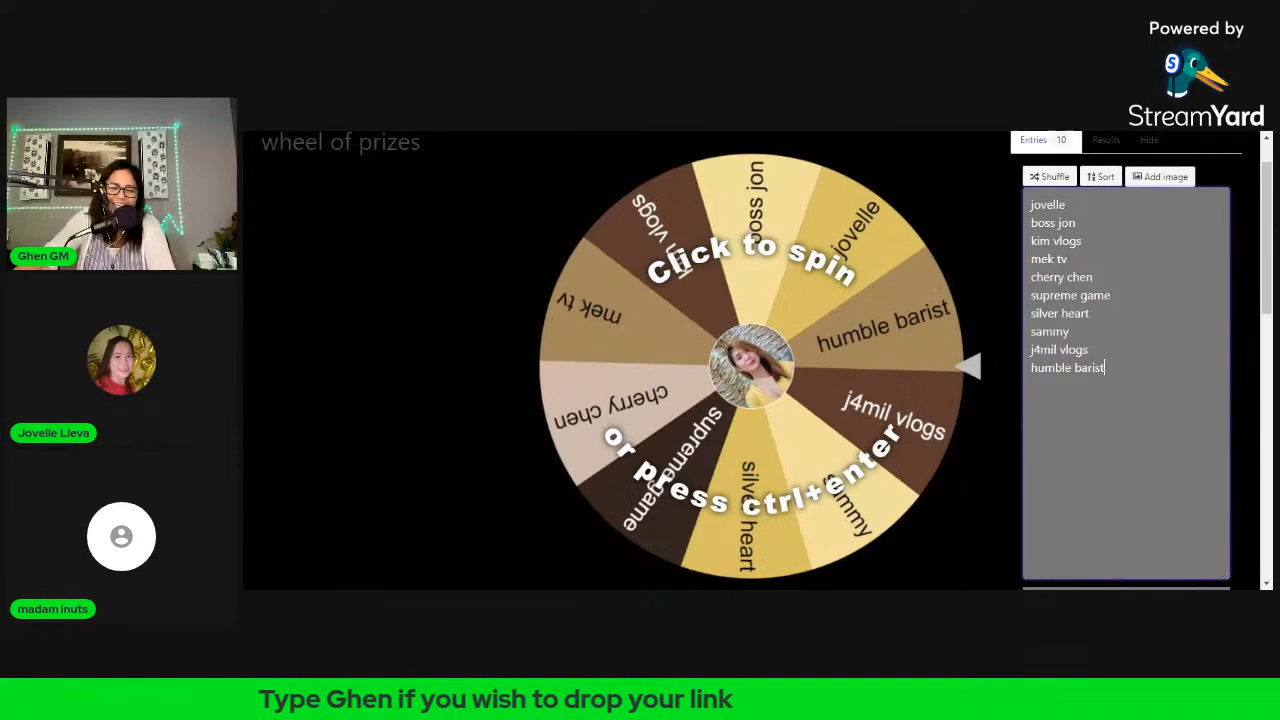 Powered by
StreamYard
wheel of prizes
Entries 10 Results Hide
Shuffle Sort Add image
jovelle
boss jon
kim vlogs
mek tv
cherry chen
supreme game
silver heart
sammy
j4mil vlogs
humble barist
boss jon
jovelle
humble barist
j4mil vlogs
sammy
silver heart
supreme game
cherry chen
mek tv
kim vlogs
Click to spin
or press ctrl+enter
Ghen GM
Jovelle Lleva
madam inuts
Type Ghen if you wish to drop your link